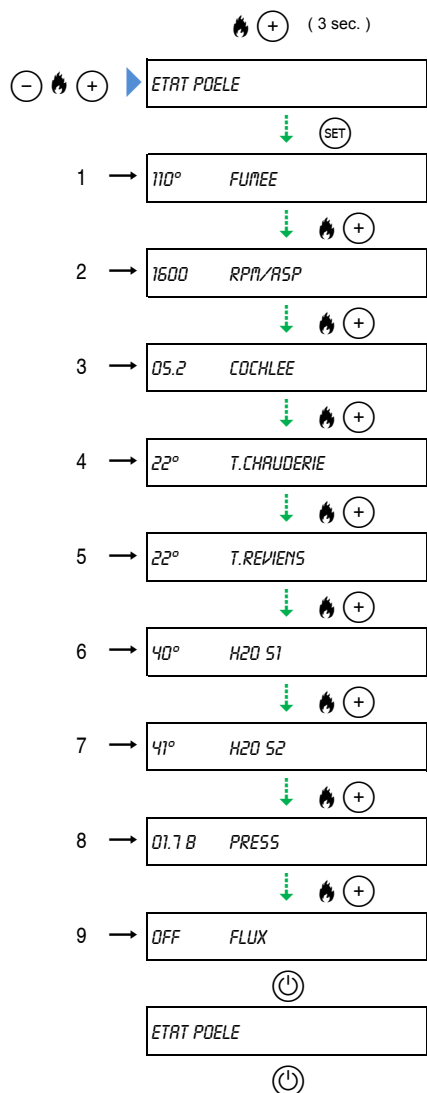 + ( 3 sec. )
- + ETAT POELE
SET
1 110° FUMEE
+
2 1600 RPM/ASP
+
3 05.2 COCHLEE
+
4 22° T.CHAUDERIE
+
5 22° T.REVIENS
+
6 40° H2O S1
+
7 41° H2O S2
+
8 01.7 B PRESS
+
9 OFF FLUX
ETAT POELE